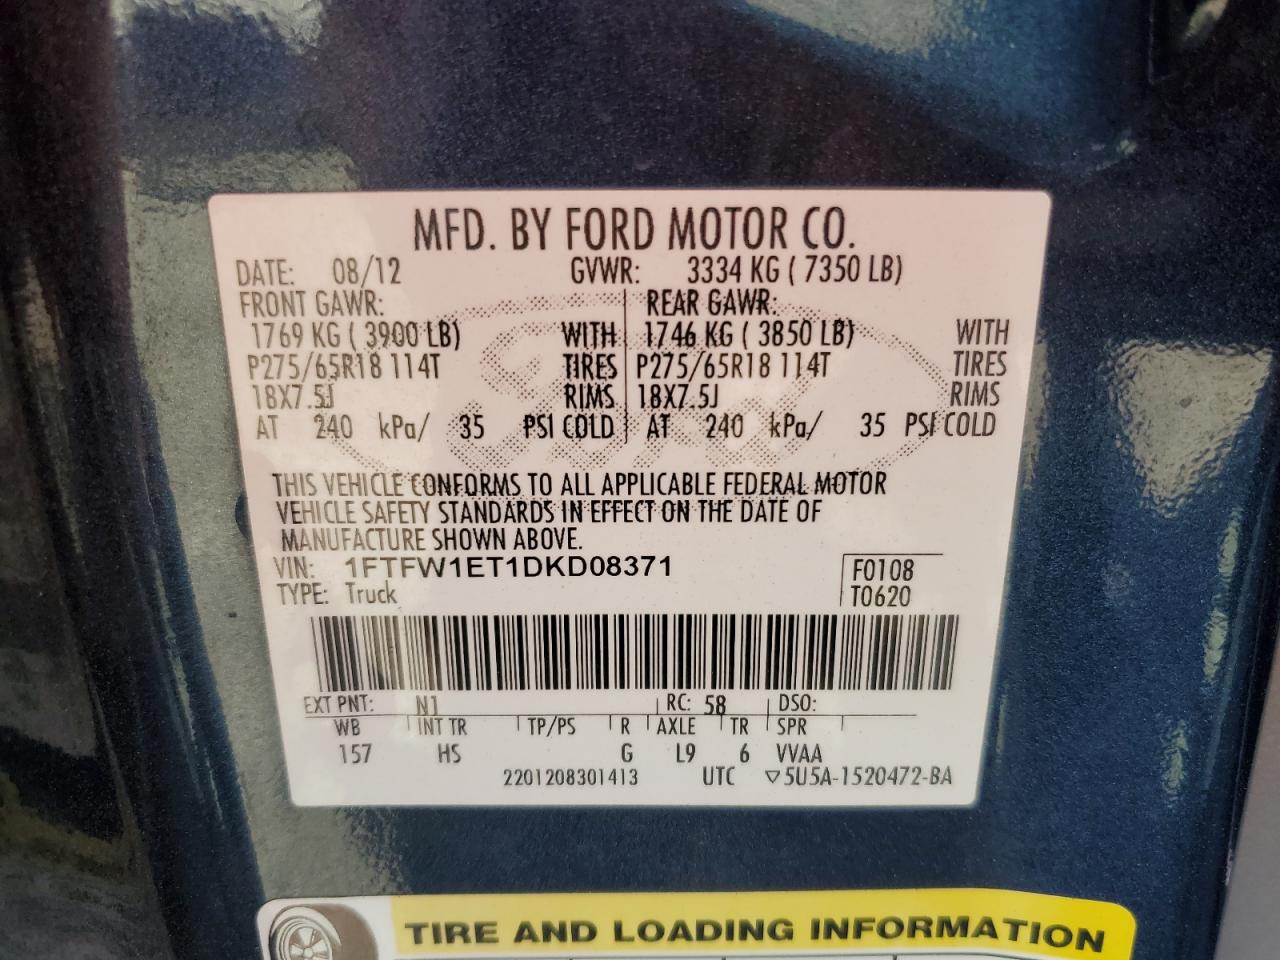 MFD. BY FORD MOTOR CO.
DATE: 08/12 GVWR: 3334 KG ( 7350 LB)
FRONT GAWR: REAR GAWR:
1769 KG ( 3900 LB) WITH 1746 KG ( 3850 LB) WITH
P275/65R18 114T TIRES P275/65R18 114T TIRES
18X7.5J RIMS 18X7.5J RIMS
AT 240 kPa/ 35 PSI COLD AT 240 kPa/ 35 PSI COLD
THIS VEHICLE CONFORMS TO ALL APPLICABLE FEDERAL MOTOR
VEHICLE SAFETY STANDARDS IN EFFECT ON THE DATE OF
MANUFACTURE SHOWN ABOVE.
VIN: 1FTFW1ET1DKD08371 F0108
TYPE: Truck T0620
EXT PNT: N1 RC: 58 DSO:
WB INT TR TP/PS R AXLE TR SPR
157 HS G L9 6 VVAA
2201208301413 UTC ▽5U5A-1520472-BA
TIRE AND LOADING INFORMATION